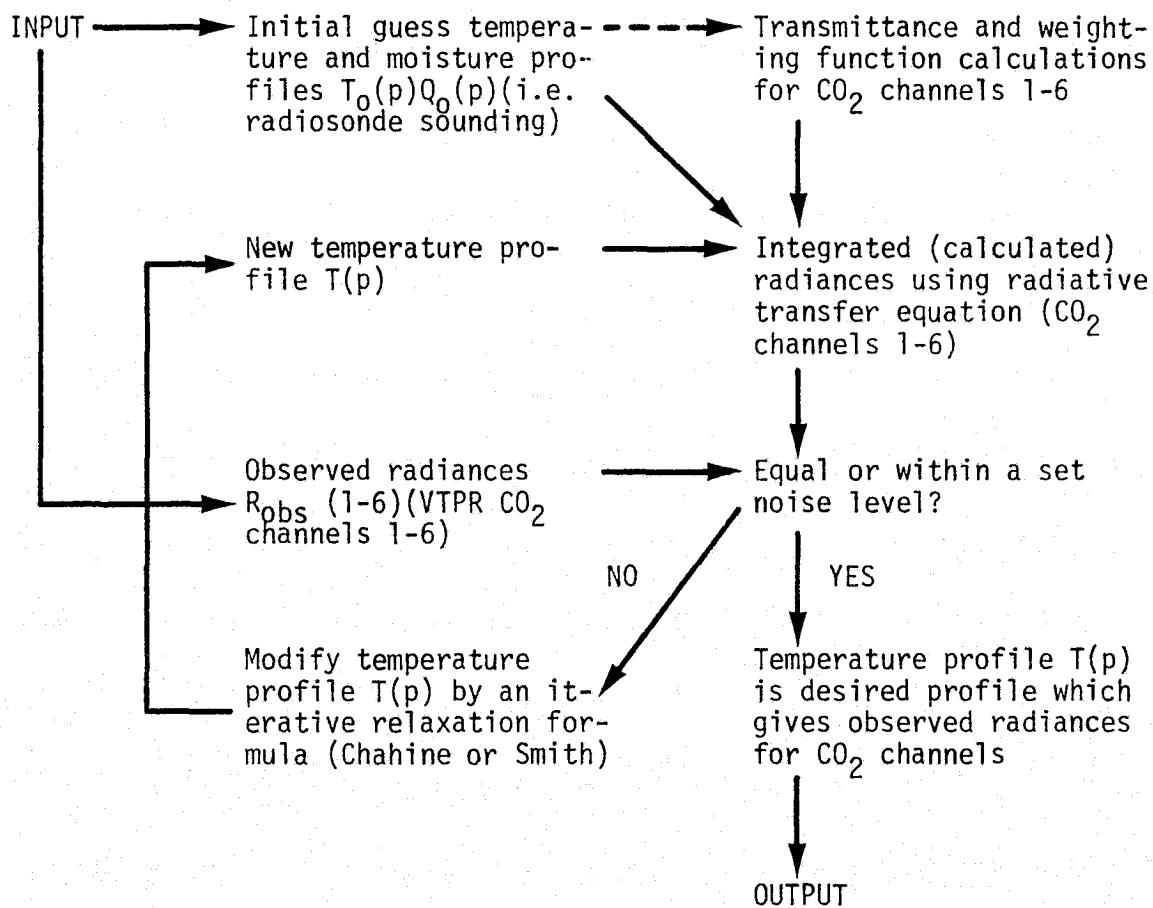 INPUT
Initial guess tempera-
ture and moisture pro-
files T₀(p)Q₀(p)(i.e.
radiosonde sounding)
Transmittance and weight-
ing function calculations
for CO₂ channels 1-6
New temperature pro-
file T(p)
Integrated (calculated)
radiances using radiative
transfer equation (CO₂
channels 1-6)
Observed radiances
R_obs (1-6)(VTPR CO₂
channels 1-6)
Equal or within a set
noise level?
NO
YES
Modify temperature
profile T(p) by an it-
erative relaxation for-
mula (Chahine or Smith)
Temperature profile T(p)
is desired profile which
gives observed radiances
for CO₂ channels
OUTPUT